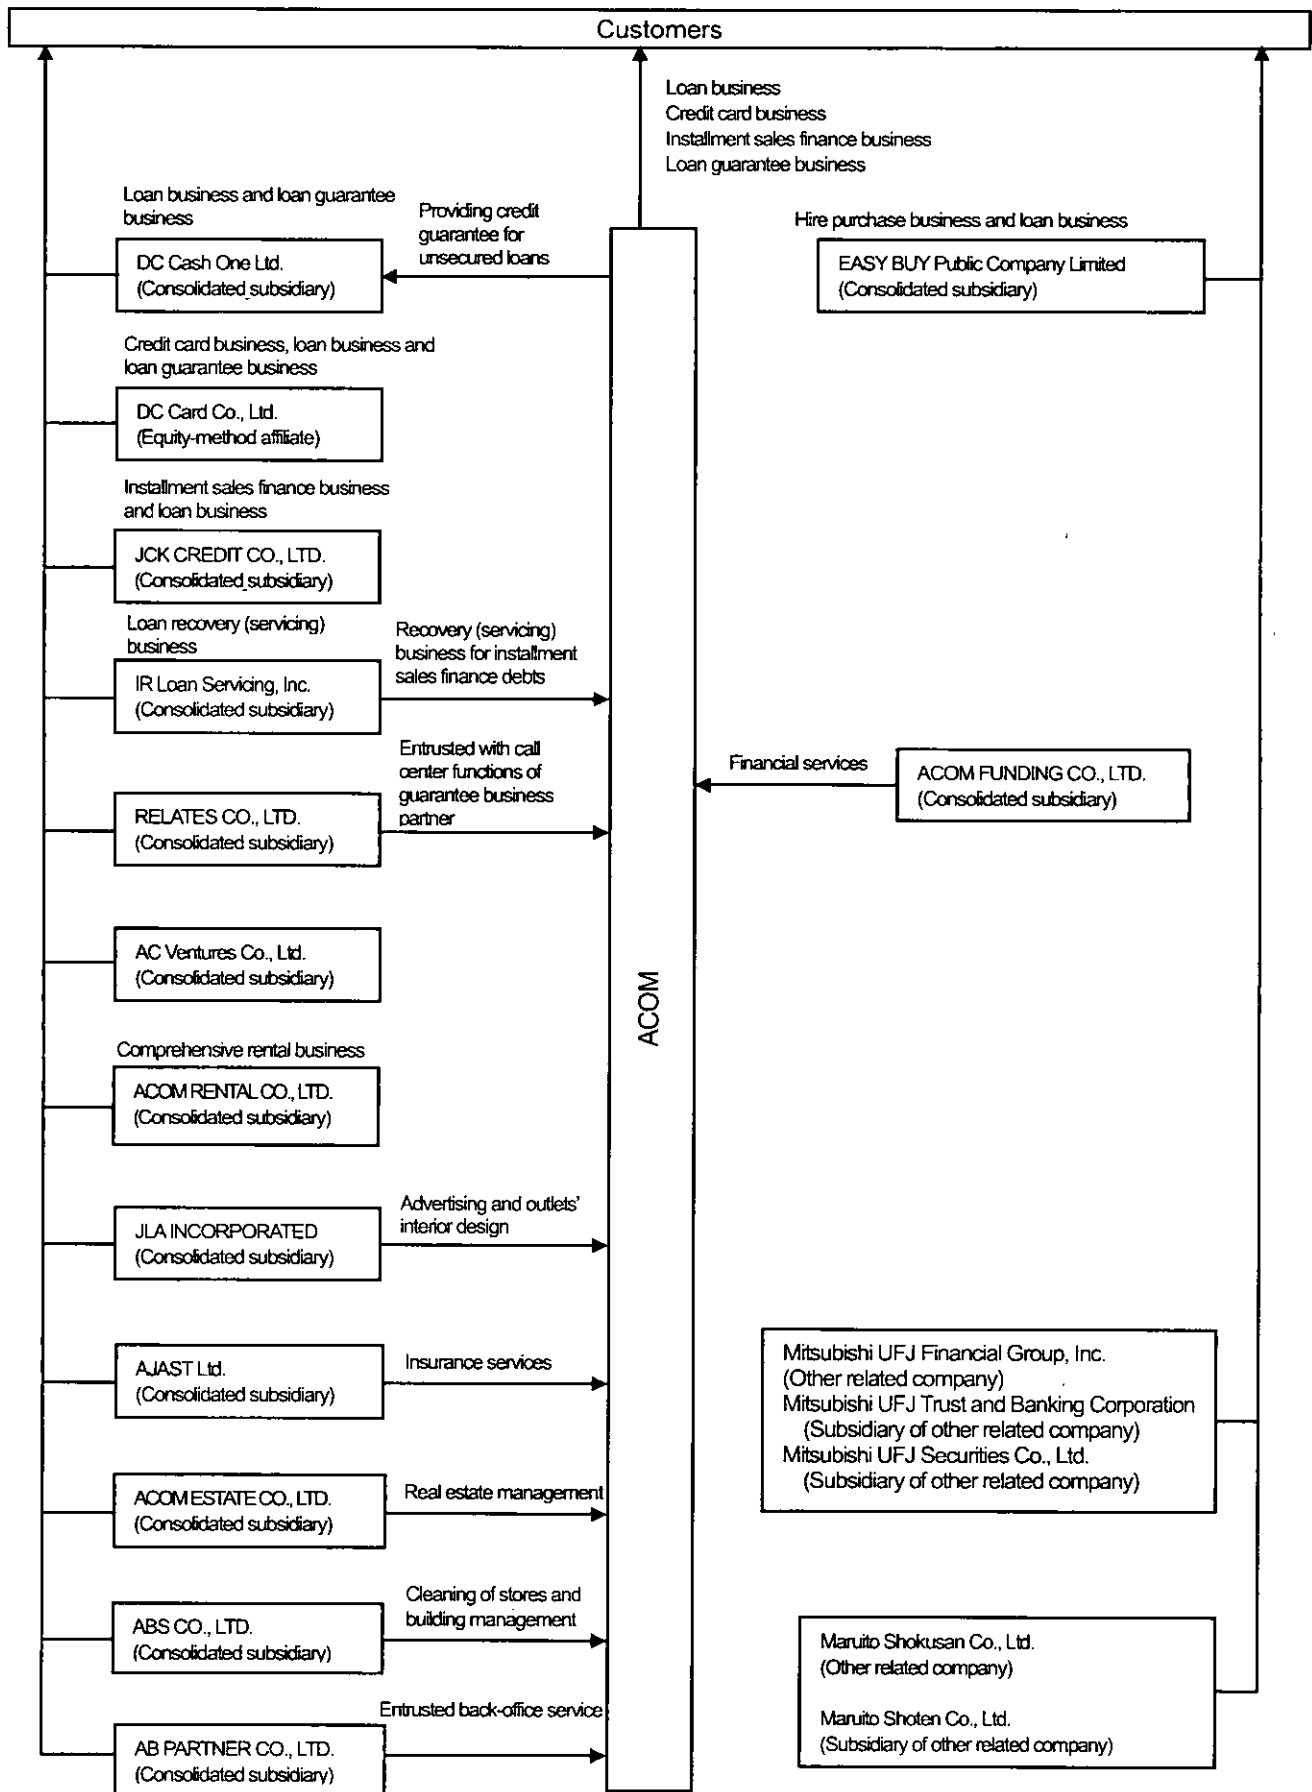 Customers
Loan business
Credit card business
Installment sales finance business
Loan guarantee business
Loan business and loan guarantee
business
DC Cash One Ltd.
(Consolidated subsidiary)
Providing credit
guarantee for
unsecured loans
Hire purchase business and loan business
EASY BUY Public Company Limited
(Consolidated subsidiary)
Credit card business, loan business and
loan guarantee business
DC Card Co., Ltd.
(Equity-method affiliate)
Installment sales finance business
and loan business
JCK CREDIT CO., LTD.
(Consolidated subsidiary)
Loan recovery (servicing)
business
IR Loan Servicing, Inc.
(Consolidated subsidiary)
Recovery (servicing)
business for installment
sales finance debts
Entrusted with call
center functions of
guarantee business
partner
RELATES CO., LTD.
(Consolidated subsidiary)
Financial services
ACOM FUNDING CO., LTD.
(Consolidated subsidiary)
AC Ventures Co., Ltd.
(Consolidated subsidiary)
ACOM
Comprehensive rental business
ACOM RENTAL CO., LTD.
(Consolidated subsidiary)
JLA INCORPORATED
(Consolidated subsidiary)
Advertising and outlets'
interior design
AJAST Ltd.
(Consolidated subsidiary)
Insurance services
Mitsubishi UFJ Financial Group, Inc.
(Other related company)
Mitsubishi UFJ Trust and Banking Corporation
(Subsidiary of other related company)
Mitsubishi UFJ Securities Co., Ltd.
(Subsidiary of other related company)
ACOM ESTATE CO., LTD.
(Consolidated subsidiary)
Real estate management
ABS CO., LTD.
(Consolidated subsidiary)
Cleaning of stores and
building management
Maruito Shokusan Co., Ltd.
(Other related company)
Maruito Shoten Co., Ltd.
(Subsidiary of other related company)
Entrusted back-office service
AB PARTNER CO., LTD.
(Consolidated subsidiary)